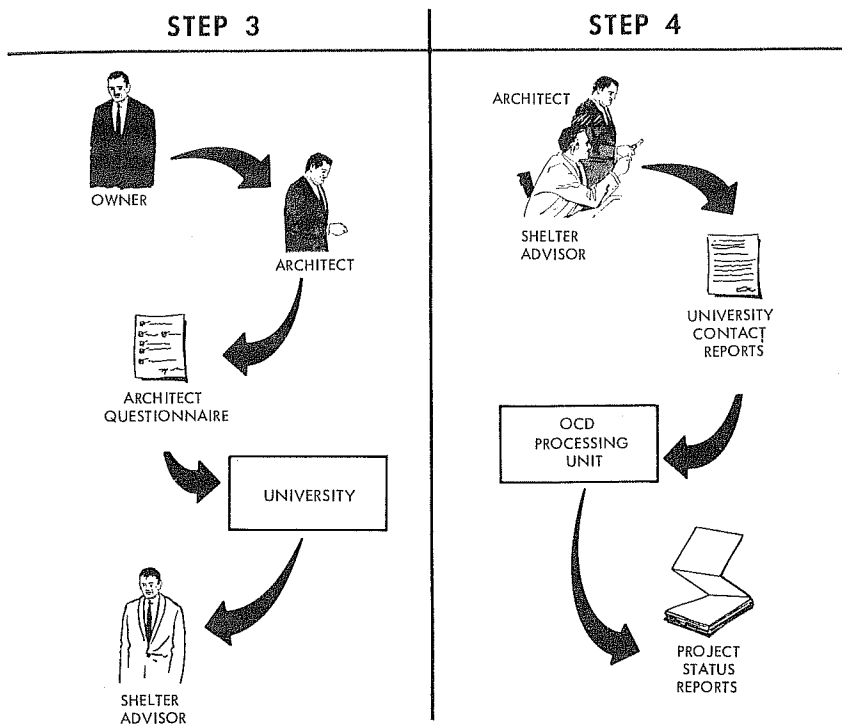 STEP 3
OWNER
ARCHITECT
ARCHITECT
QUESTIONNAIRE
UNIVERSITY
SHELTER
ADVISOR
STEP 4
ARCHITECT
SHELTER
ADVISOR
UNIVERSITY
CONTACT
REPORTS
OCD
PROCESSING
UNIT
PROJECT
STATUS
REPORTS